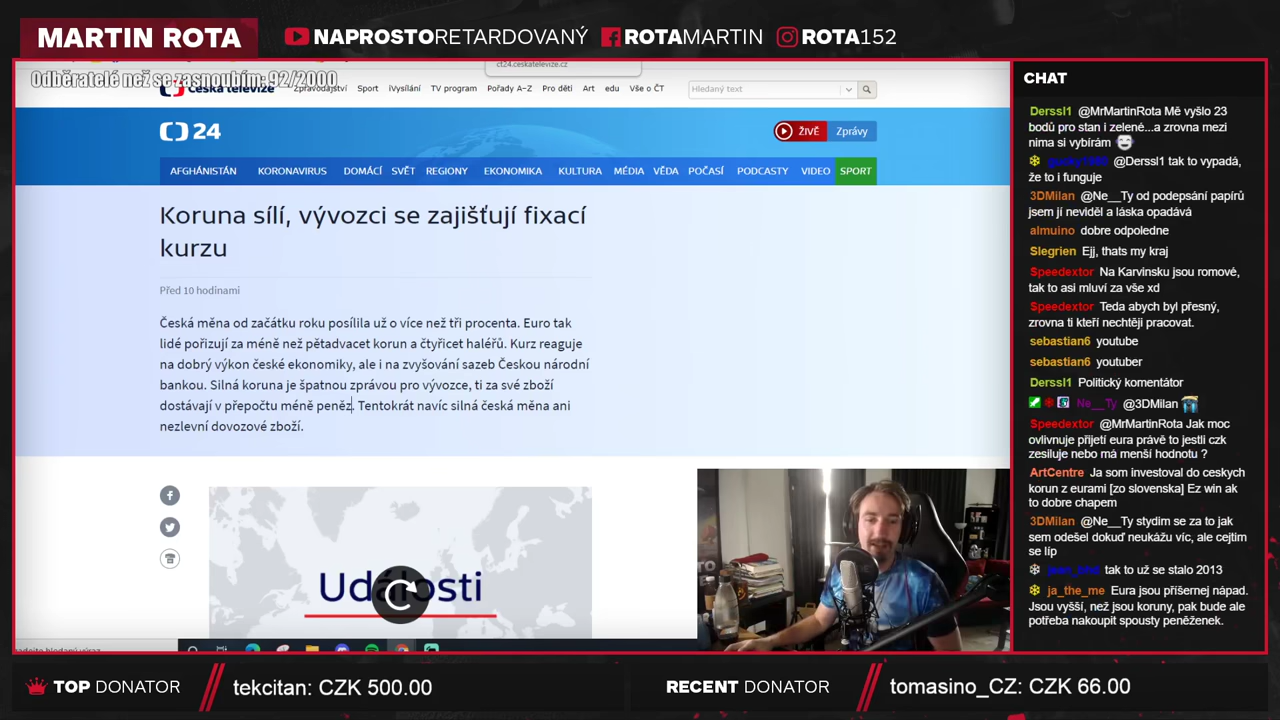 MARTIN ROTA
NAPROSTORETARDOVANÝ
ROTAMARTIN
ROTA152
Odběratelé než se zasnoubím: 92/2000
ct24.ceskatelevize.cz
Česká televize
Zpravodajství Sport iVysílání TV program Pořady A–Z Pro děti Art edu Vše o ČT
Hledaný text
24
ŽIVĚ
Zprávy
AFGHÁNISTÁN KORONAVIRUS DOMÁCÍ SVĚT REGIONY EKONOMIKA KULTURA MÉDIA VĚDA POČASÍ PODCASTY VIDEO SPORT
Koruna sílí, vývozci se zajišťují fixací
kurzu
Před 10 hodinami
Česká měna od začátku roku posílila už o více než tři procenta. Euro tak
lidé pořizují za méně než pětadvacet korun a čtyřicet haléřů. Kurz reaguje
na dobrý výkon české ekonomiky, ale i na zvyšování sazeb Českou národní
bankou. Silná koruna je špatnou zprávou pro vývozce, ti za své zboží
dostávají v přepočtu méně peněz. Tentokrát navíc silná česká měna ani
nezlevní dovozové zboží.
Události
CHAT
Derssl1 @MrMartinRota Mě vyšlo 23
bodů pro stan i zelené...a zrovna mezi
nima si vybírám
@Derssl1 tak to vypadá,
že to i funguje
3DMilan @Ne__Ty od podepsání papírů
jsem jí neviděl a láska opadává
almuino dobre odpoledne
Slegrien Ejj, thats my kraj
Speedextor Na Karvinsku jsou romové,
tak to asi mluví za vše xd
Speedextor Teda abych byl přesný,
zrovna ti kteří nechtěji pracovat.
sebastian6 youtube
sebastian6 youtuber
Derssl1 Politický komentátor
Ne__Ty @3DMilan
Speedextor @MrMartinRota Jak moc
ovlivnuje přijetí eura právě to jestli czk
zesiluje nebo má menší hodnotu ?
ArtCentre Ja som investoval do ceskych
korun z eurami [zo slovenska] Ez win ak
to dobre chapem
3DMilan @Ne__Ty stydim se za to jak
sem odešel dokuď neukážu víc, ale cejtim
se líp
tak to už se stalo 2013
ja_the_me Eura jsou příšernej nápad.
Jsou vyšší, než jsou koruny, pak bude ale
potřeba nakoupit spousty peněženek.
TOP DONATOR
tekcitan: CZK 500.00
RECENT DONATOR
tomasino_CZ: CZK 66.00